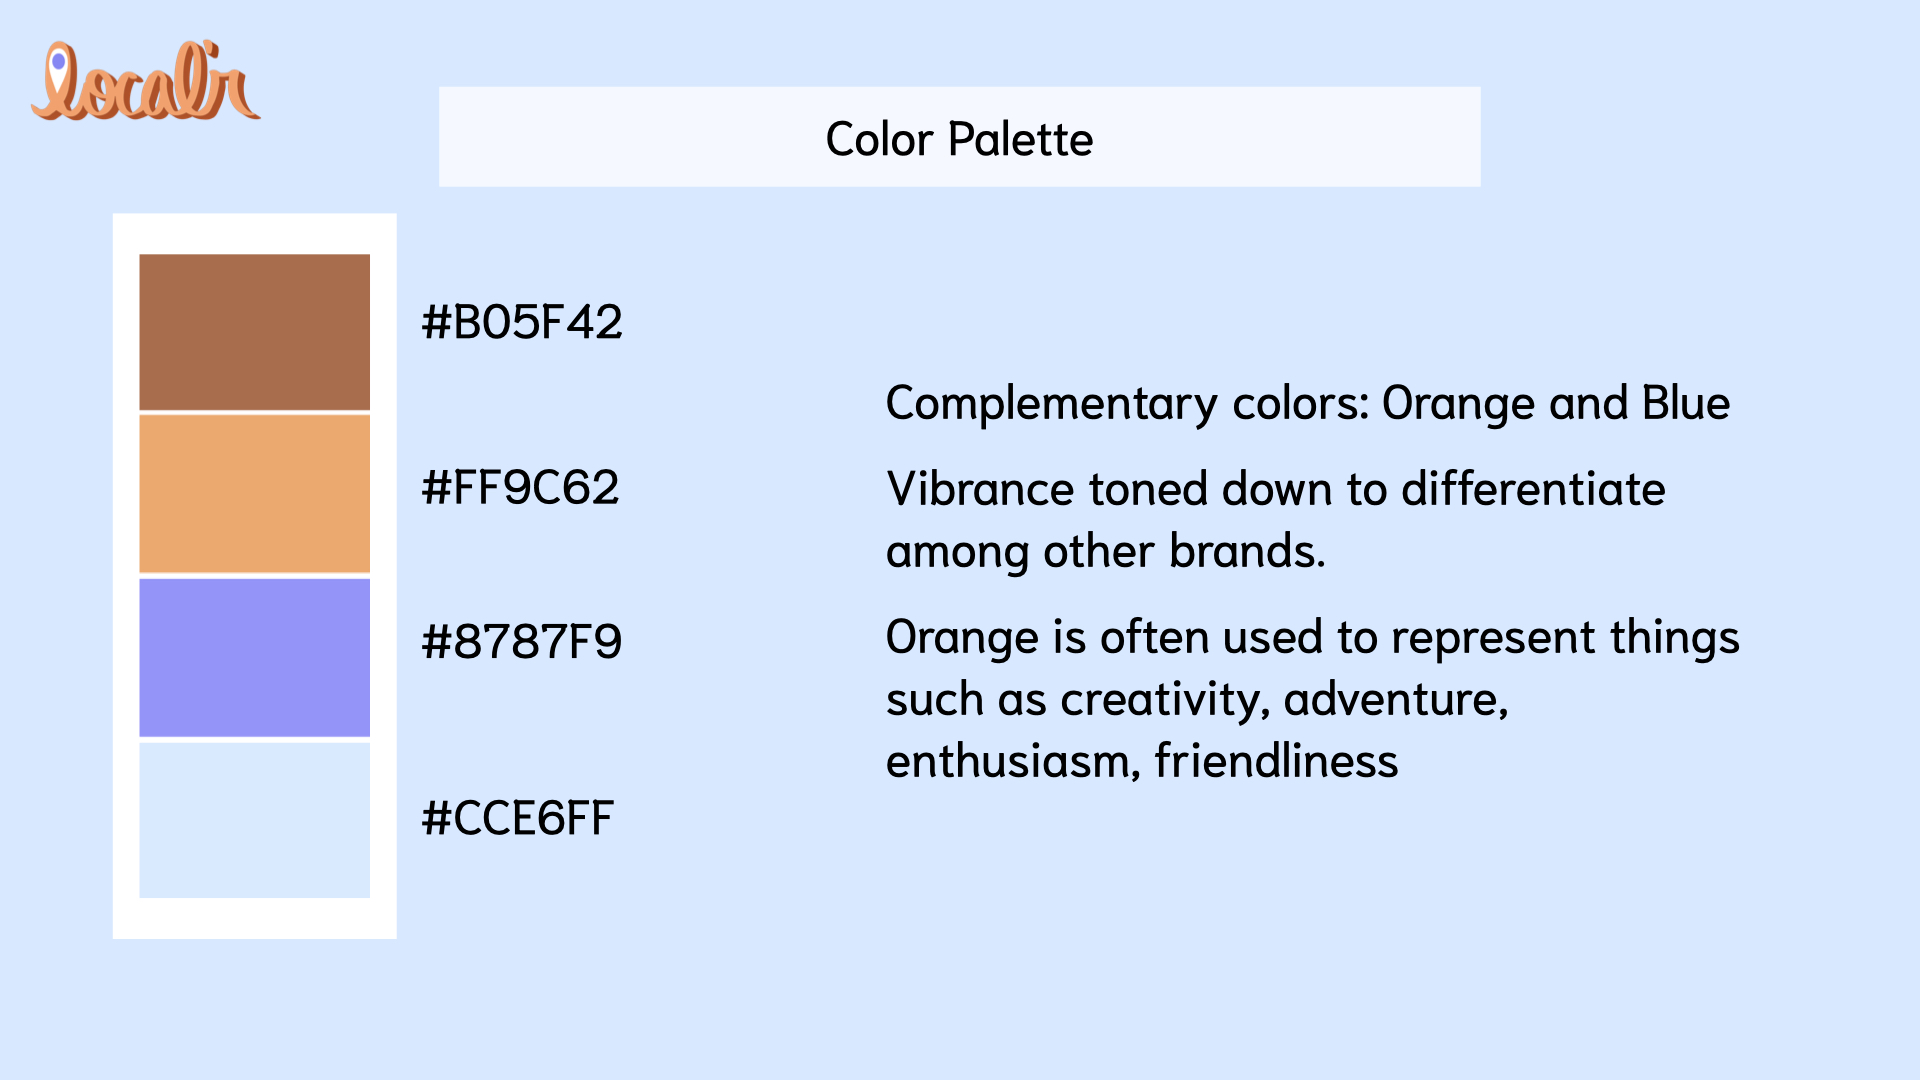 local'r
Color Palette
#B05F42
#FF9C62
#8787F9
#CCE6FF
Complementary colors: Orange and Blue
Vibrance toned down to differentiate
among other brands.
Orange is often used to represent things
such as creativity, adventure,
enthusiasm, friendliness